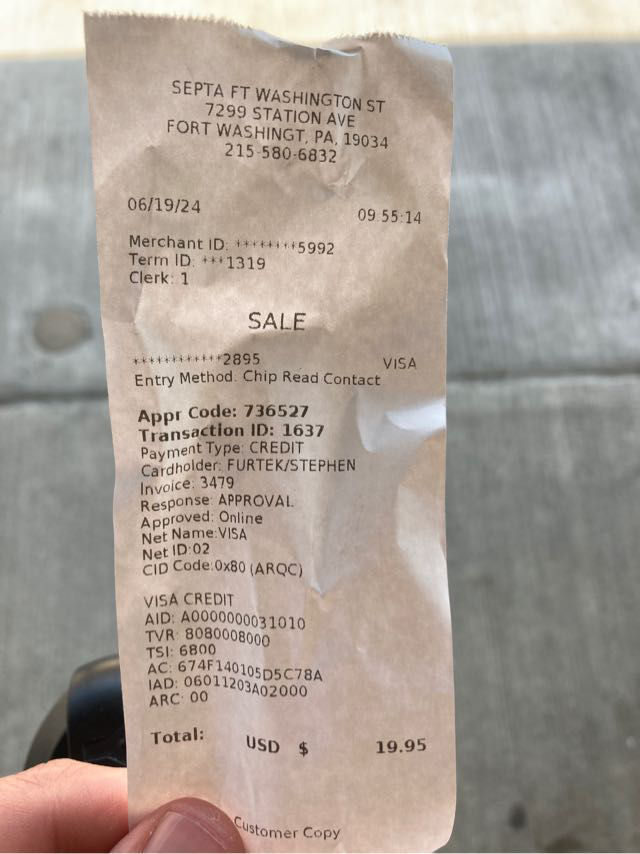 SEPTA FT WASHINGTON ST
7299 STATION AVE
FORT WASHINGT, PA, 19034
215-580-6832
06/19/24 09:55:14
Merchant ID: ********5992
Term ID: ***1319
Clerk: 1
SALE
************2895 VISA
Entry Method: Chip Read Contact
Appr Code: 736527
Transaction ID: 1637
Payment Type: CREDIT
Cardholder: FURTEK/STEPHEN
Invoice: 3479
Response: APPROVAL
Approved: Online
Net Name:VISA
Net ID:02
CID Code:0x80 (ARQC)
VISA CREDIT
AID: A0000000031010
TVR: 8080008000
TSI: 6800
AC: 674F140105D5C78A
IAD: 06011203A02000
ARC: 00
Total: USD $ 19.95
Customer Copy